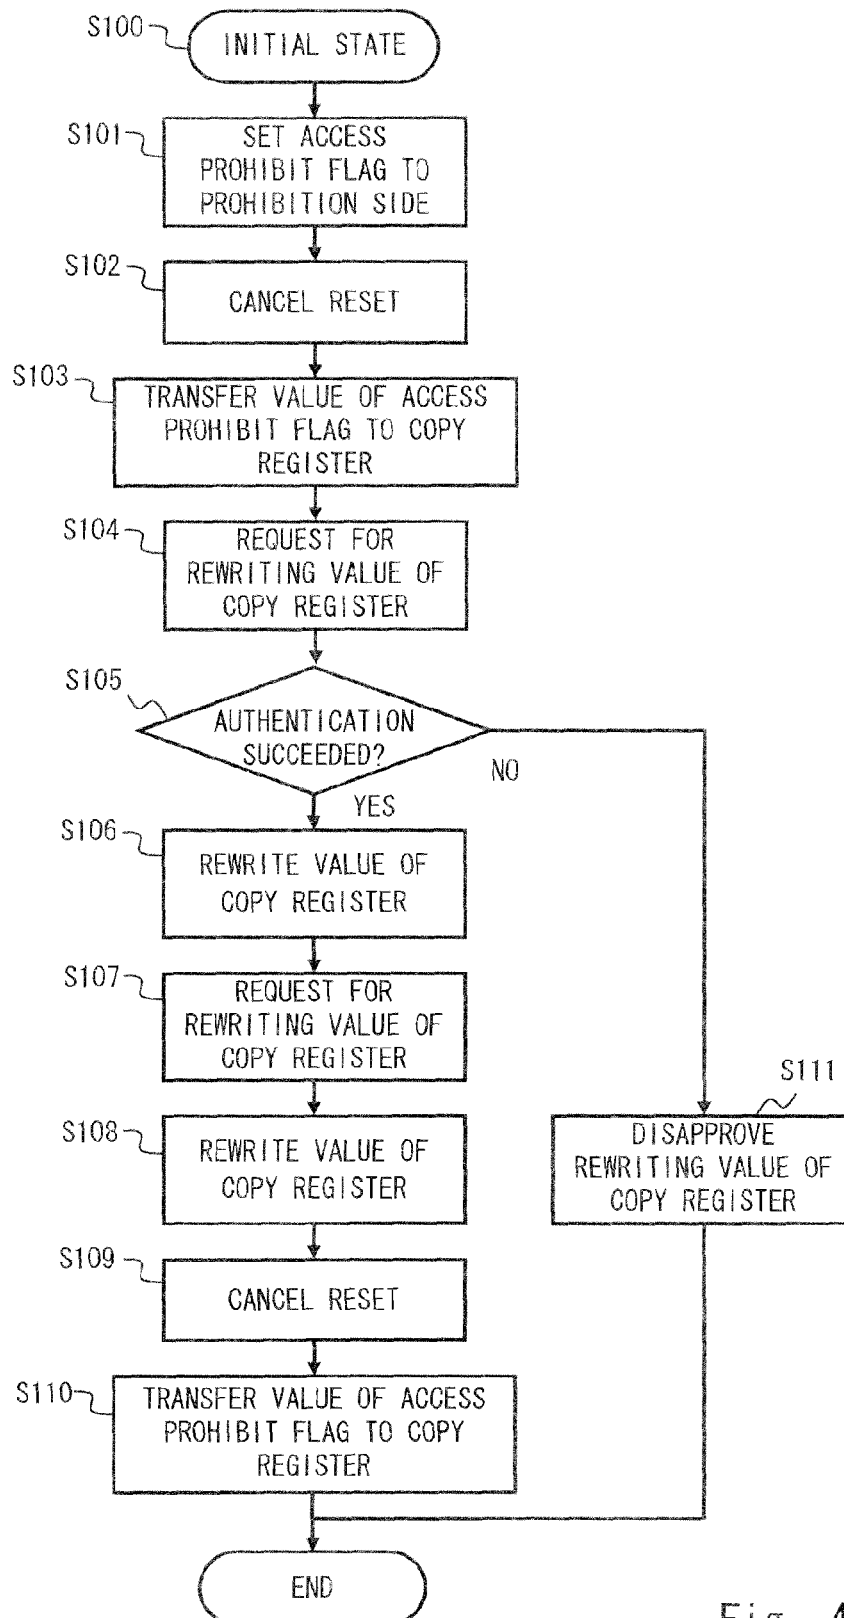 S100
INITIAL STATE
S101
SET ACCESS
PROHIBIT FLAG TO
PROHIBITION SIDE
S102
CANCEL RESET
S103
TRANSFER VALUE OF ACCESS
PROHIBIT FLAG TO COPY
REGISTER
S104
REQUEST FOR
REWRITING VALUE OF
COPY REGISTER
S105
AUTHENTICATION
SUCCEEDED?
NO
YES
S106
REWRITE VALUE OF
COPY REGISTER
S107
REQUEST FOR
REWRITING VALUE OF
COPY REGISTER
S108
REWRITE VALUE OF
COPY REGISTER
S111
DISAPPROVE
REWRITING VALUE OF
COPY REGISTER
S109
CANCEL RESET
S110
TRANSFER VALUE OF ACCESS
PROHIBIT FLAG TO COPY
REGISTER
END
Fig. 4